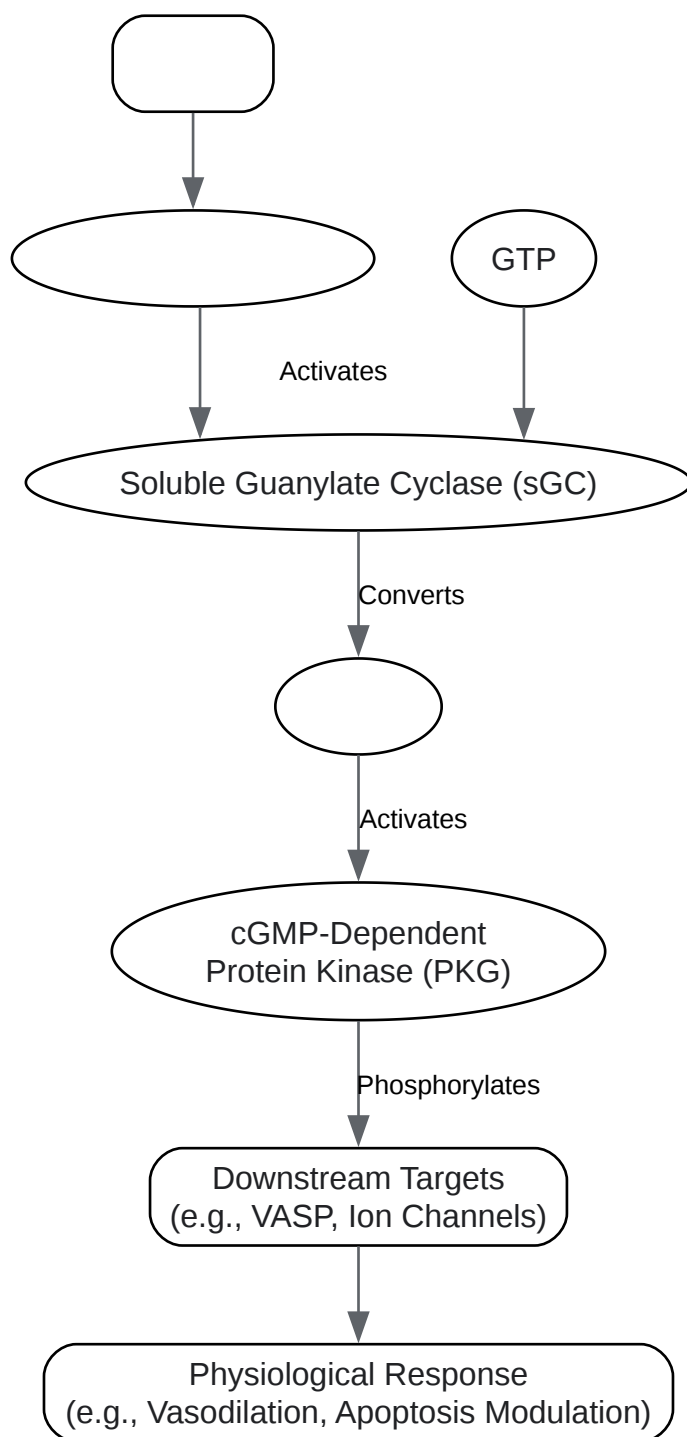 GTP
Activates
Soluble Guanylate Cyclase (sGC)
Converts
Activates
cGMP-Dependent
Protein Kinase (PKG)
Phosphorylates
Downstream Targets
(e.g., VASP, Ion Channels)
Physiological Response
(e.g., Vasodilation, Apoptosis Modulation)